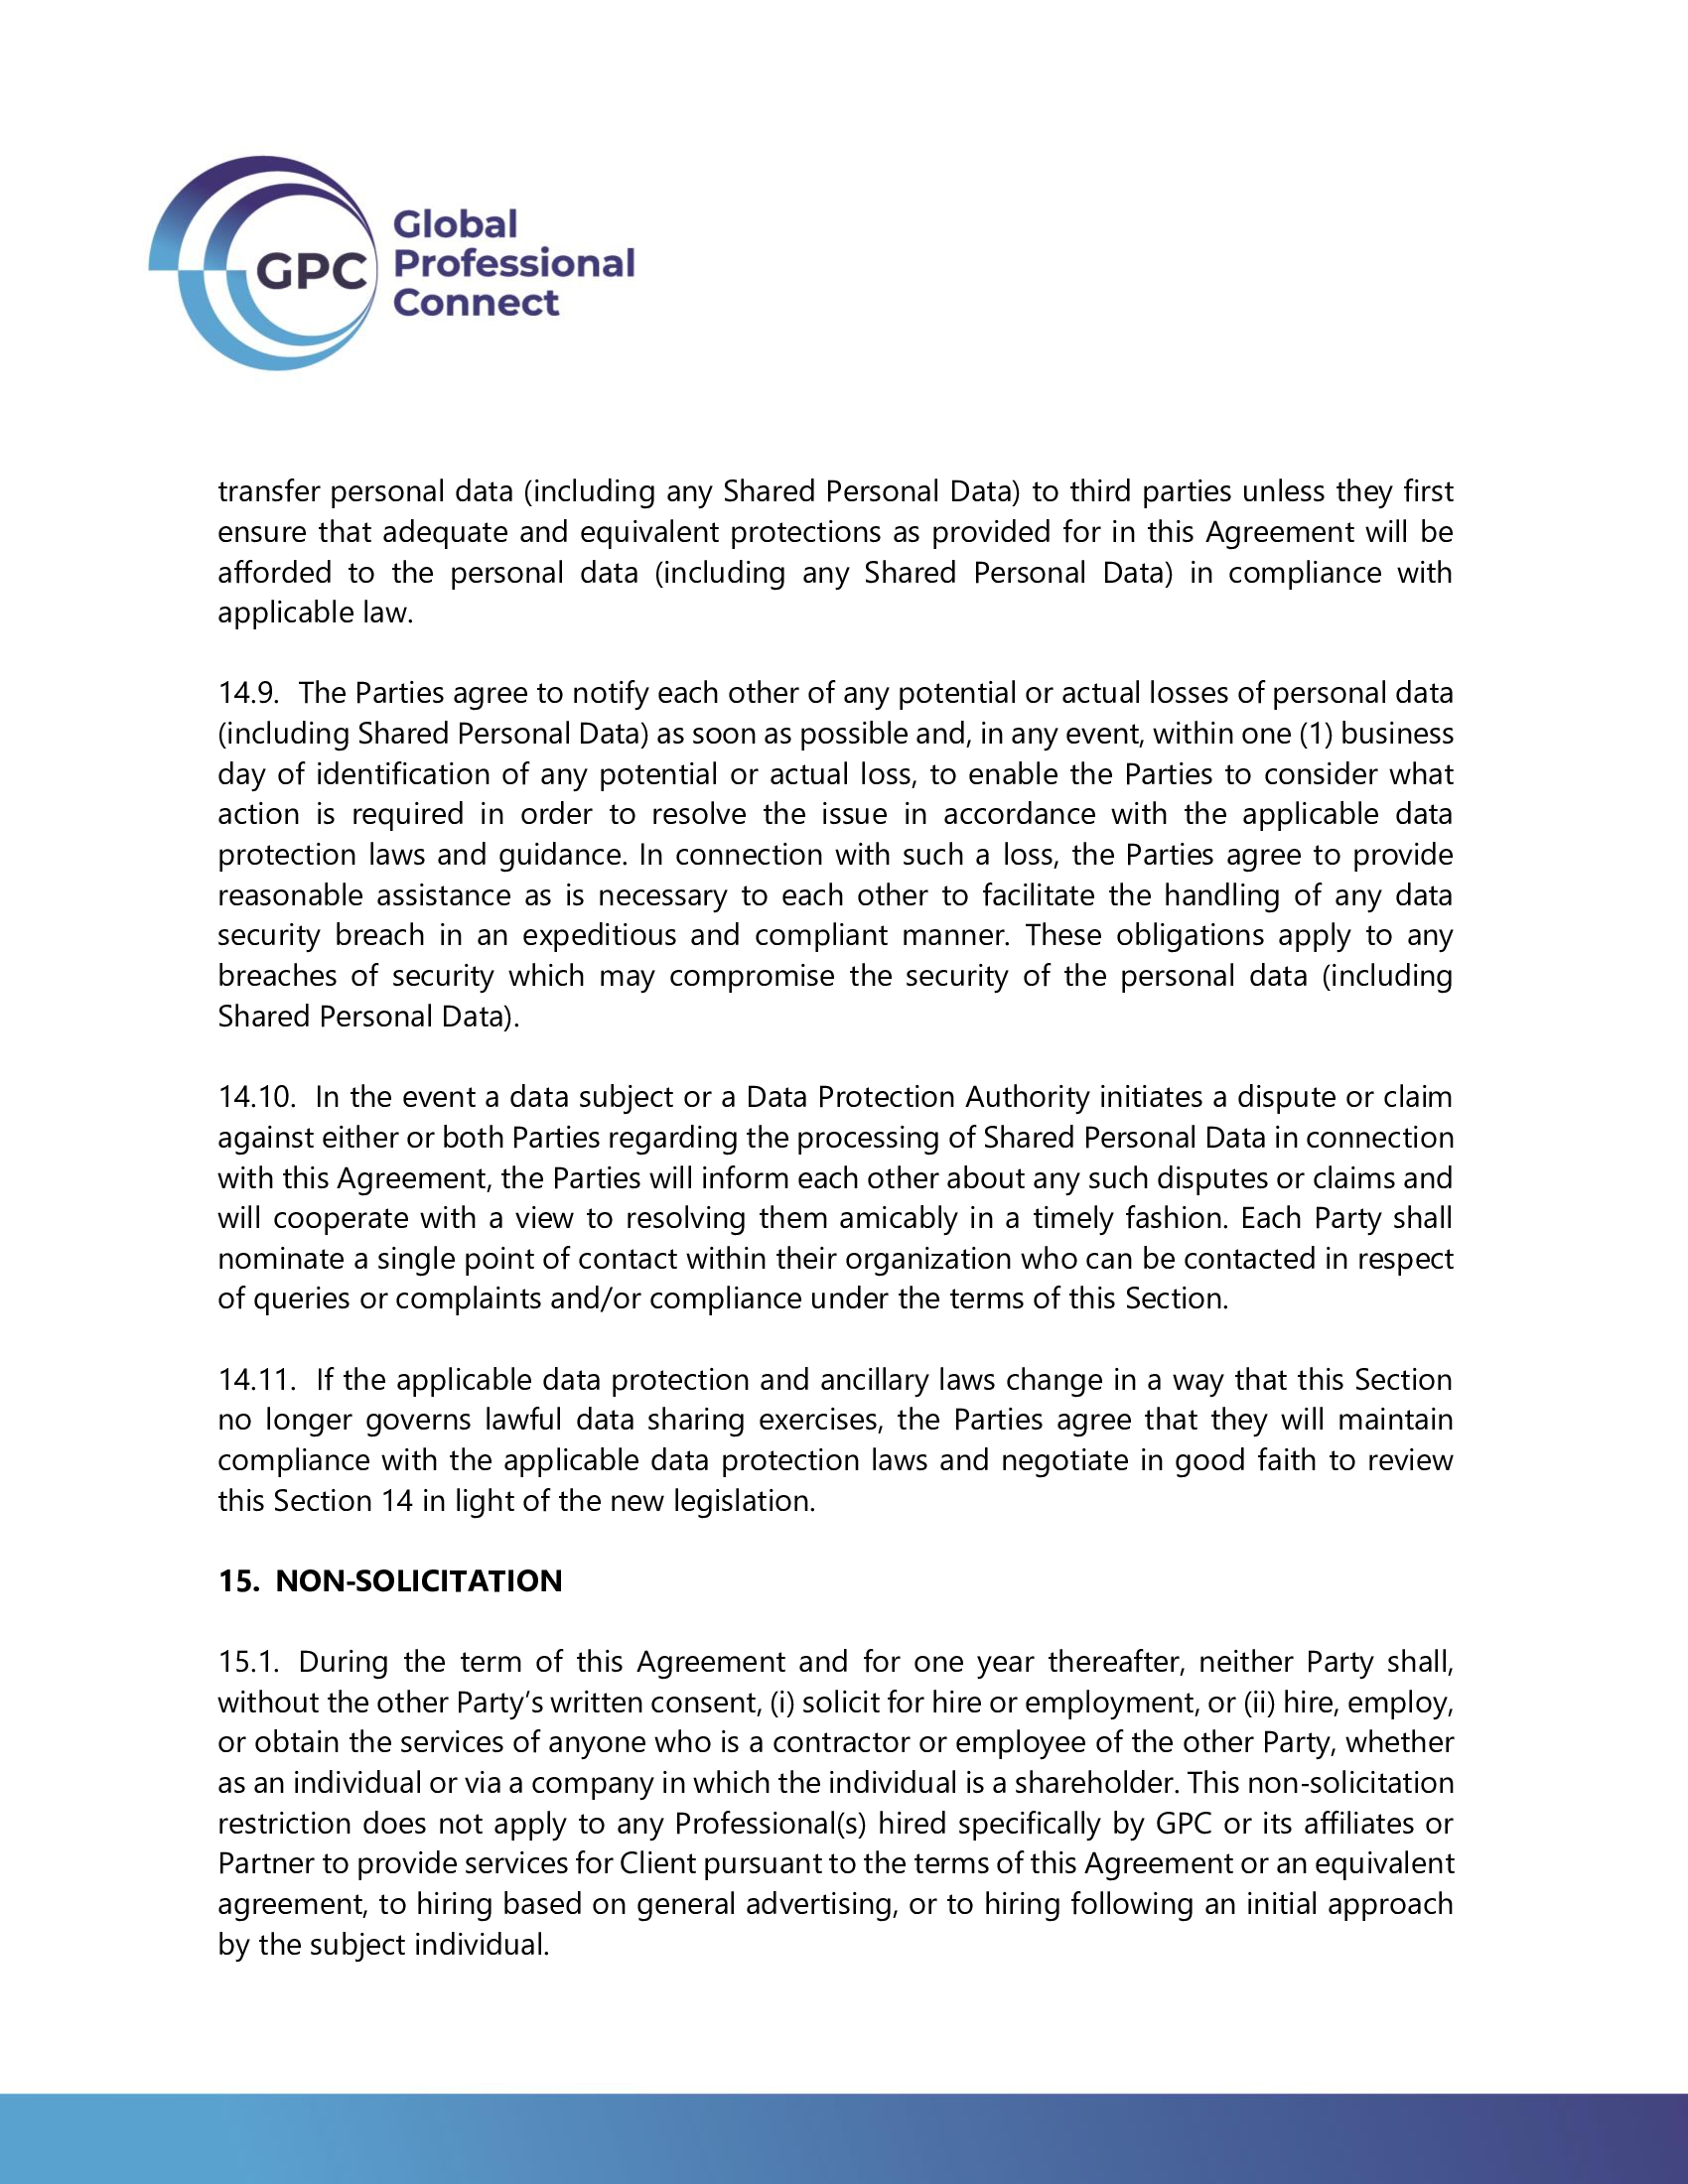 GPC
Global
Professional
Connect
transfer personal data (including any Shared Personal Data) to third parties unless they first
ensure that adequate and equivalent protections as provided for in this Agreement will be
afforded to the personal data (including any Shared Personal Data) in compliance with
applicable law.
14.9. The Parties agree to notify each other of any potential or actual losses of personal data
(including Shared Personal Data) as soon as possible and, in any event, within one (1) business
day of identification of any potential or actual loss, to enable the Parties to consider what
action is required in order to resolve the issue in accordance with the applicable data
protection laws and guidance. In connection with such a loss, the Parties agree to provide
reasonable assistance as is necessary to each other to facilitate the handling of any data
security breach in an expeditious and compliant manner. These obligations apply to any
breaches of security which may compromise the security of the personal data (including
Shared Personal Data).
14.10. In the event a data subject or a Data Protection Authority initiates a dispute or claim
against either or both Parties regarding the processing of Shared Personal Data in connection
with this Agreement, the Parties will inform each other about any such disputes or claims and
will cooperate with a view to resolving them amicably in a timely fashion. Each Party shall
nominate a single point of contact within their organization who can be contacted in respect
of queries or complaints and/or compliance under the terms of this Section.
14.11. If the applicable data protection and ancillary laws change in a way that this Section
no longer governs lawful data sharing exercises, the Parties agree that they will maintain
compliance with the applicable data protection laws and negotiate in good faith to review
this Section 14 in light of the new legislation.
15. NON-SOLICITATION
15.1. During the term of this Agreement and for one year thereafter, neither Party shall,
without the other Party’s written consent, (i) solicit for hire or employment, or (ii) hire, employ,
or obtain the services of anyone who is a contractor or employee of the other Party, whether
as an individual or via a company in which the individual is a shareholder. This non-solicitation
restriction does not apply to any Professional(s) hired specifically by GPC or its affiliates or
Partner to provide services for Client pursuant to the terms of this Agreement or an equivalent
agreement, to hiring based on general advertising, or to hiring following an initial approach
by the subject individual.